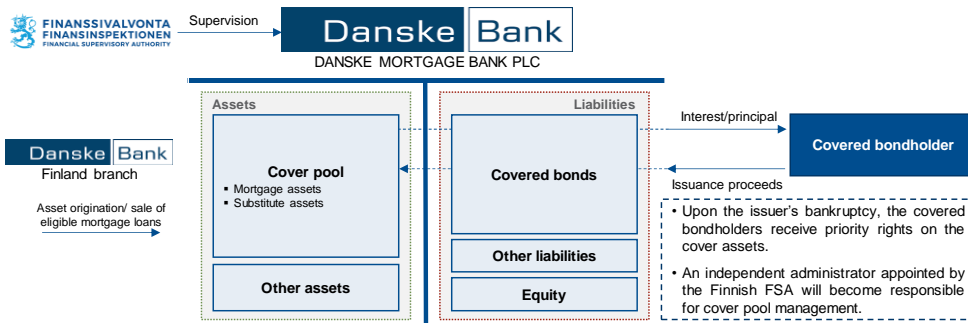 FINANSSIVALVONTA
FINANSINSPEKTIONEN
FINANCIAL SUPERVISORY AUTHORITY
Supervision
Danske Bank
DANSKE MORTGAGE BANK PLC
Assets
Liabilities
Danske Bank
Finland branch
Asset origination/ sale of
eligible mortgage loans
Cover pool
▪ Mortgage assets
▪ Substitute assets
Other assets
Covered bonds
Other liabilities
Equity
Interest/principal
Issuance proceeds
Covered bondholder
• Upon the issuer's bankruptcy, the covered
bondholders receive priority rights on the
cover assets.
• An independent administrator appointed by
the Finnish FSA will become responsible
for cover pool management.